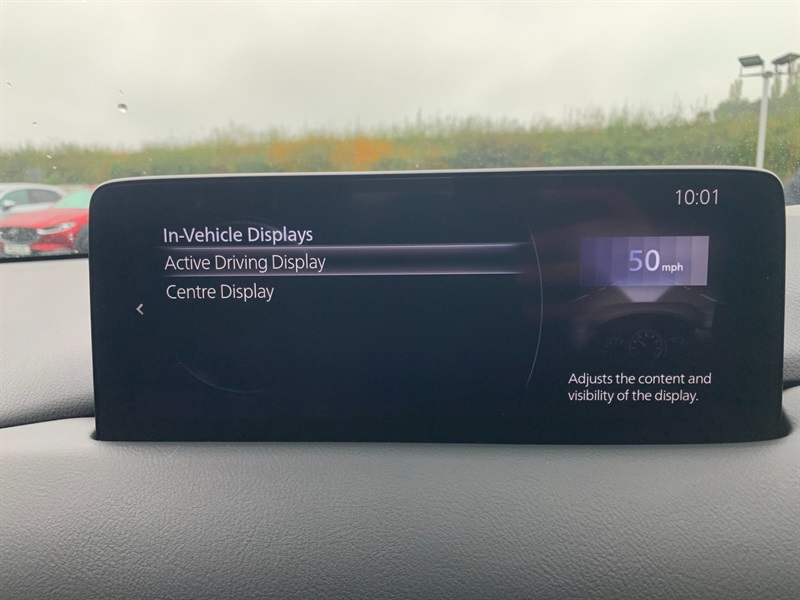 10:01
In-Vehicle Displays
Active Driving Display
Centre Display
50 mph
Adjusts the content and
visibility of the display.